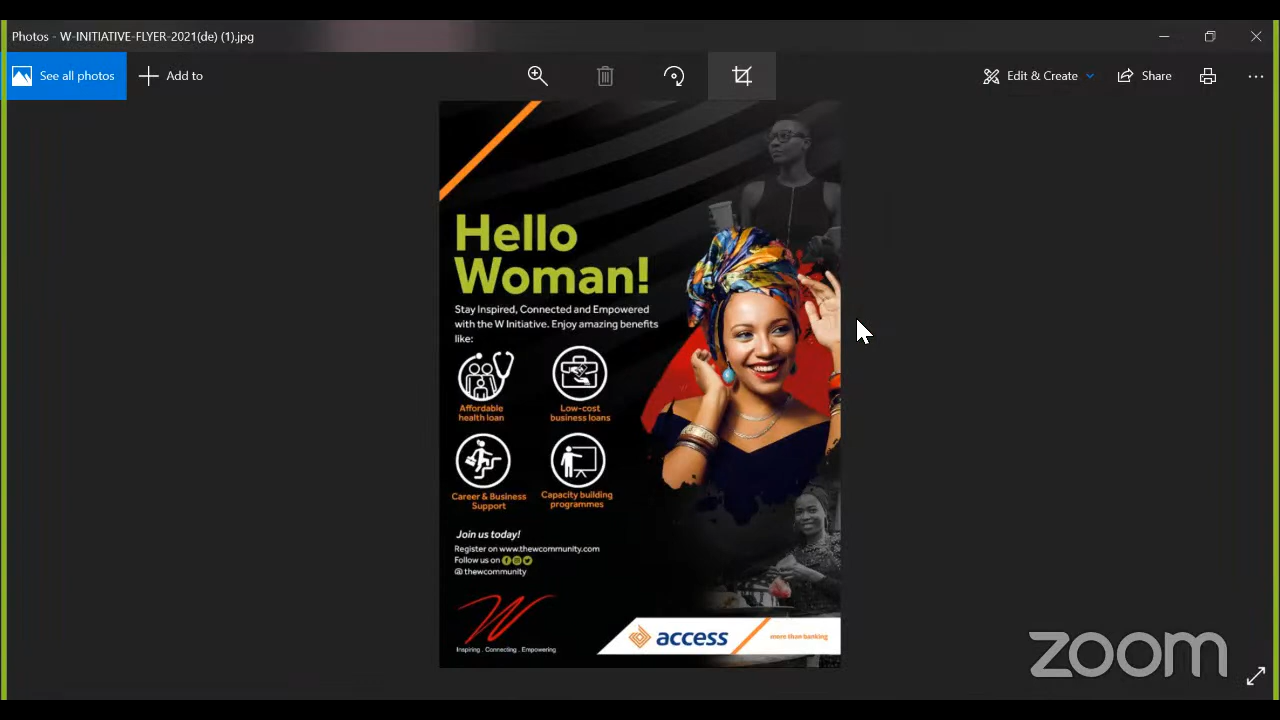 Photos - W-INITIATIVE-FLYER-2021(de) (1).jpg
See all photos
Add to
Edit & Create
Share
Hello
Woman!
Stay Inspired, Connected and Empowered
with the W Initiative. Enjoy amazing benefits
like:
Affordable
health loan
Low-cost
business loans
Career & Business
Support
Capacity building
programmes
Join us today!
Register on www.thewcommunity.com
Follow us on
@thewcommunity
W
Inspiring . Connecting . Empowering
access
more than banking
zoom